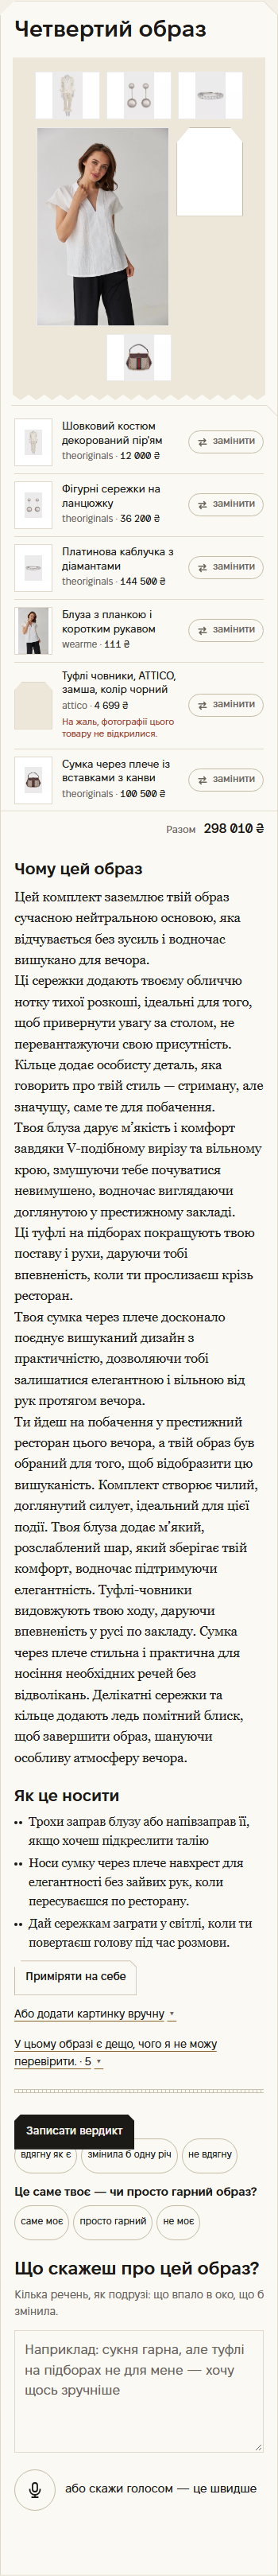 Четвертий образ
Шовковий костюм
декорований пір'ям
theoriginals · 12 000 ₴
замінити
Фігурні сережки на
ланцюжку
theoriginals · 36 200 ₴
замінити
Платинова каблучка з
діамантами
theoriginals · 144 500 ₴
замінити
Блуза з планкою і
коротким рукавом
wearme · 111 ₴
замінити
Туфлі човники, ATTICO,
замша, колір чорний
attico · 4 699 ₴
На жаль, фотографії цього
товару не відкрилися.
замінити
Сумка через плече із
вставками з канви
theoriginals · 100 500 ₴
замінити
Разом 298 010 ₴
Чому цей образ
Цей комплект заземлює твій образ
сучасною нейтральною основою, яка
відчувається без зусиль і водночас
вишукано для вечора.
Ці сережки додають твоєму обличчю
нотку тихої розкоші, ідеальні для того,
щоб привернути увагу за столом, не
перевантажуючи свою присутність.
Кільце додає особисту деталь, яка
говорить про твій стиль — стриману, але
значущу, саме те для побачення.
Твоя блуза дарує м'якість і комфорт
завдяки V-подібному вирізу та вільному
крою, змушуючи тебе почуватися
невимушено, водночас виглядаючи
доглянутою у престижному закладі.
Ці туфлі на підборах покращують твою
поставу і рухи, даруючи тобі
впевненість, коли ти прослизаєш крізь
ресторан.
Твоя сумка через плече досконало
поєднує вишуканий дизайн з
практичністю, дозволяючи тобі
залишатися елегантною і вільною від
рук протягом вечора.
Ти йдеш на побачення у престижний
ресторан цього вечора, а твій образ був
обраний для того, щоб відобразити цю
вишуканість. Комплект створює чилий,
доглянутий силует, ідеальний для цієї
події. Твоя блуза додає м'який,
розслаблений шар, який зберігає твій
комфорт, водночас підтримуючи
елегантність. Туфлі-човники
видовжують твою ходу, даруючи
впевненість у русі по закладу. Сумка
через плече стильна і практична для
носіння необхідних речей без
відволікань. Делікатні сережки та
кільце додають ледь помітний блиск,
щоб завершити образ, шануючи
особливу атмосферу вечора.
Як це носити
Трохи заправ блузу або напівзаправ її,
якщо хочеш підкреслити талію
Носи сумку через плече навхрест для
елегантності без зайвих рук, коли
пересуваєшся по ресторану.
Дай сережкам заграти у світлі, коли ти
повертаєш голову під час розмови.
Приміряти на себе
Або додати картинку вручну
У цьому образі є дещо, чого я не можу
перевірити. · 5
Записати вердикт
вдягну як є
змінила б одну річ
не вдягну
Це саме твоє — чи просто гарний образ?
саме моє
просто гарний
не моє
Що скажеш про цей образ?
Кілька речень, як подрузі: що впало в око, що б
змінила.
Наприклад: сукня гарна, але туфлі
на підборах не для мене — хочу
щось зручніше
або скажи голосом — це швидше